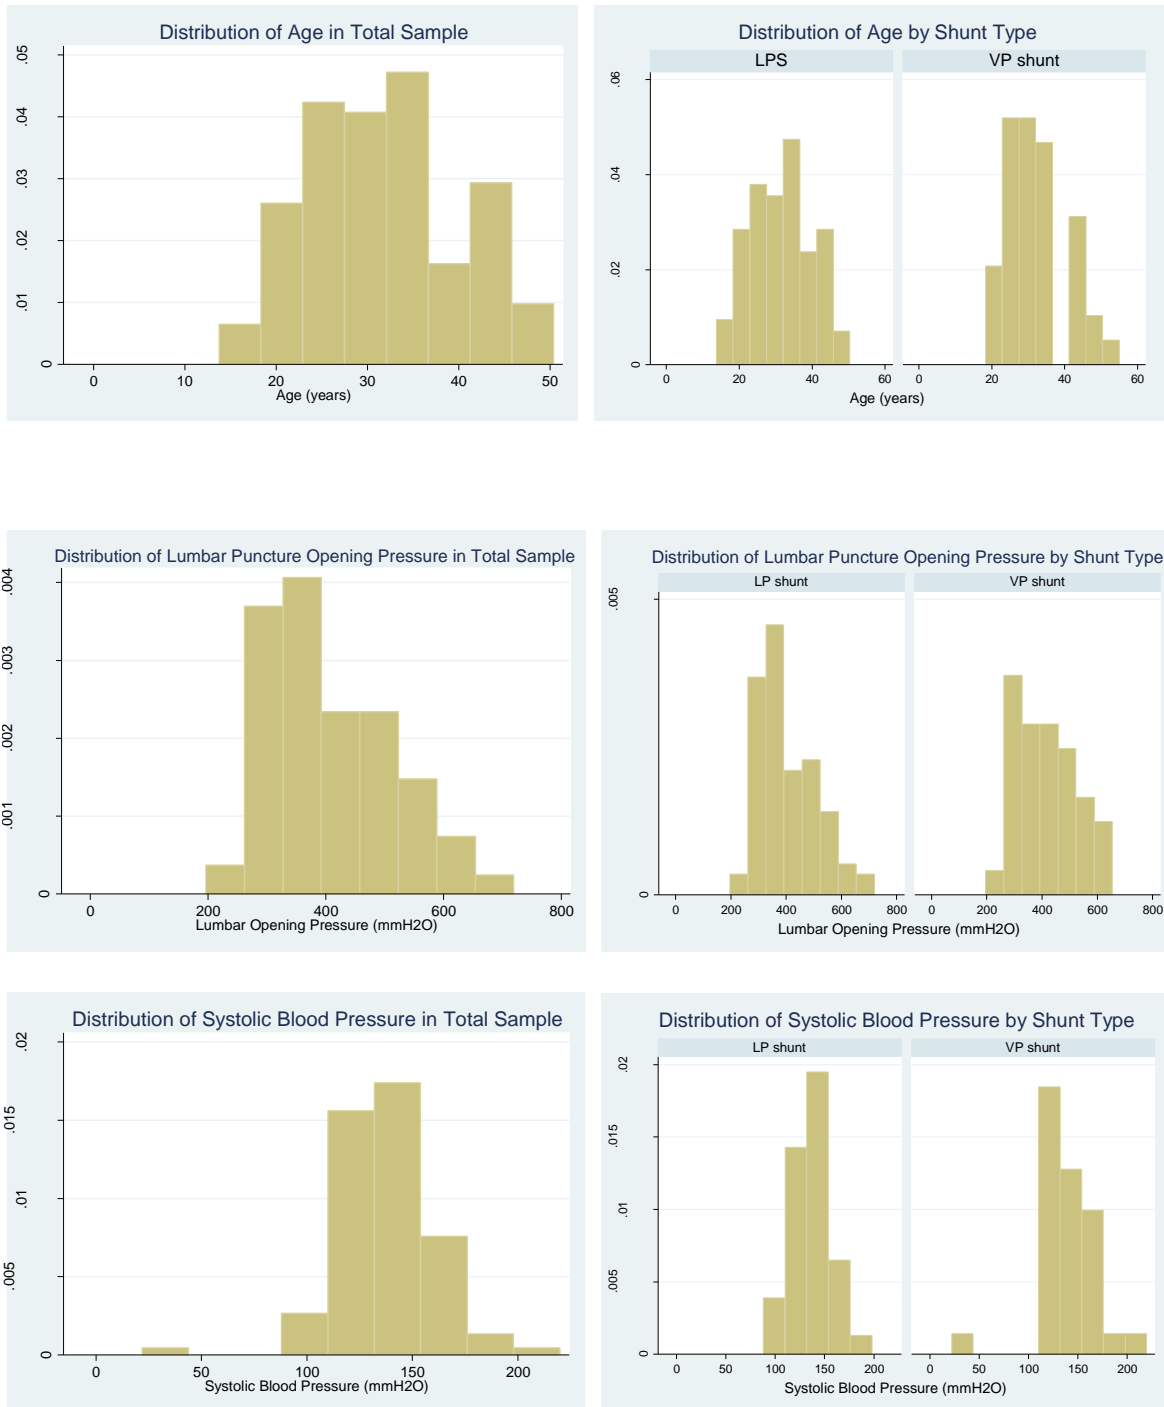 Distribution of Age in Total Sample
.05
.04
.03
.02
.01
0
0 10 20 30 40 50
Age (years)
Distribution of Age by Shunt Type
LPS VP shunt
.06
.04
.02
0
0 20 40 60 0 20 40 60
Age (years)
Distribution of Lumbar Puncture Opening Pressure in Total Sample
.004
.003
.002
.001
0
0 200 400 600 800
Lumbar Opening Pressure (mmH2O)
Distribution of Lumbar Puncture Opening Pressure by Shunt Type
LP shunt VP shunt
.005
0
0 200 400 600 800 0 200 400 600 800
Lumbar Opening Pressure (mmH2O)
Distribution of Systolic Blood Pressure in Total Sample
.02
.015
.01
.005
0
0 50 100 150 200
Systolic Blood Pressure (mmH2O)
Distribution of Systolic Blood Pressure by Shunt Type
LP shunt VP shunt
.02
.015
.01
.005
0
0 50 100 150 200 0 50 100 150 200
Systolic Blood Pressure (mmH2O)